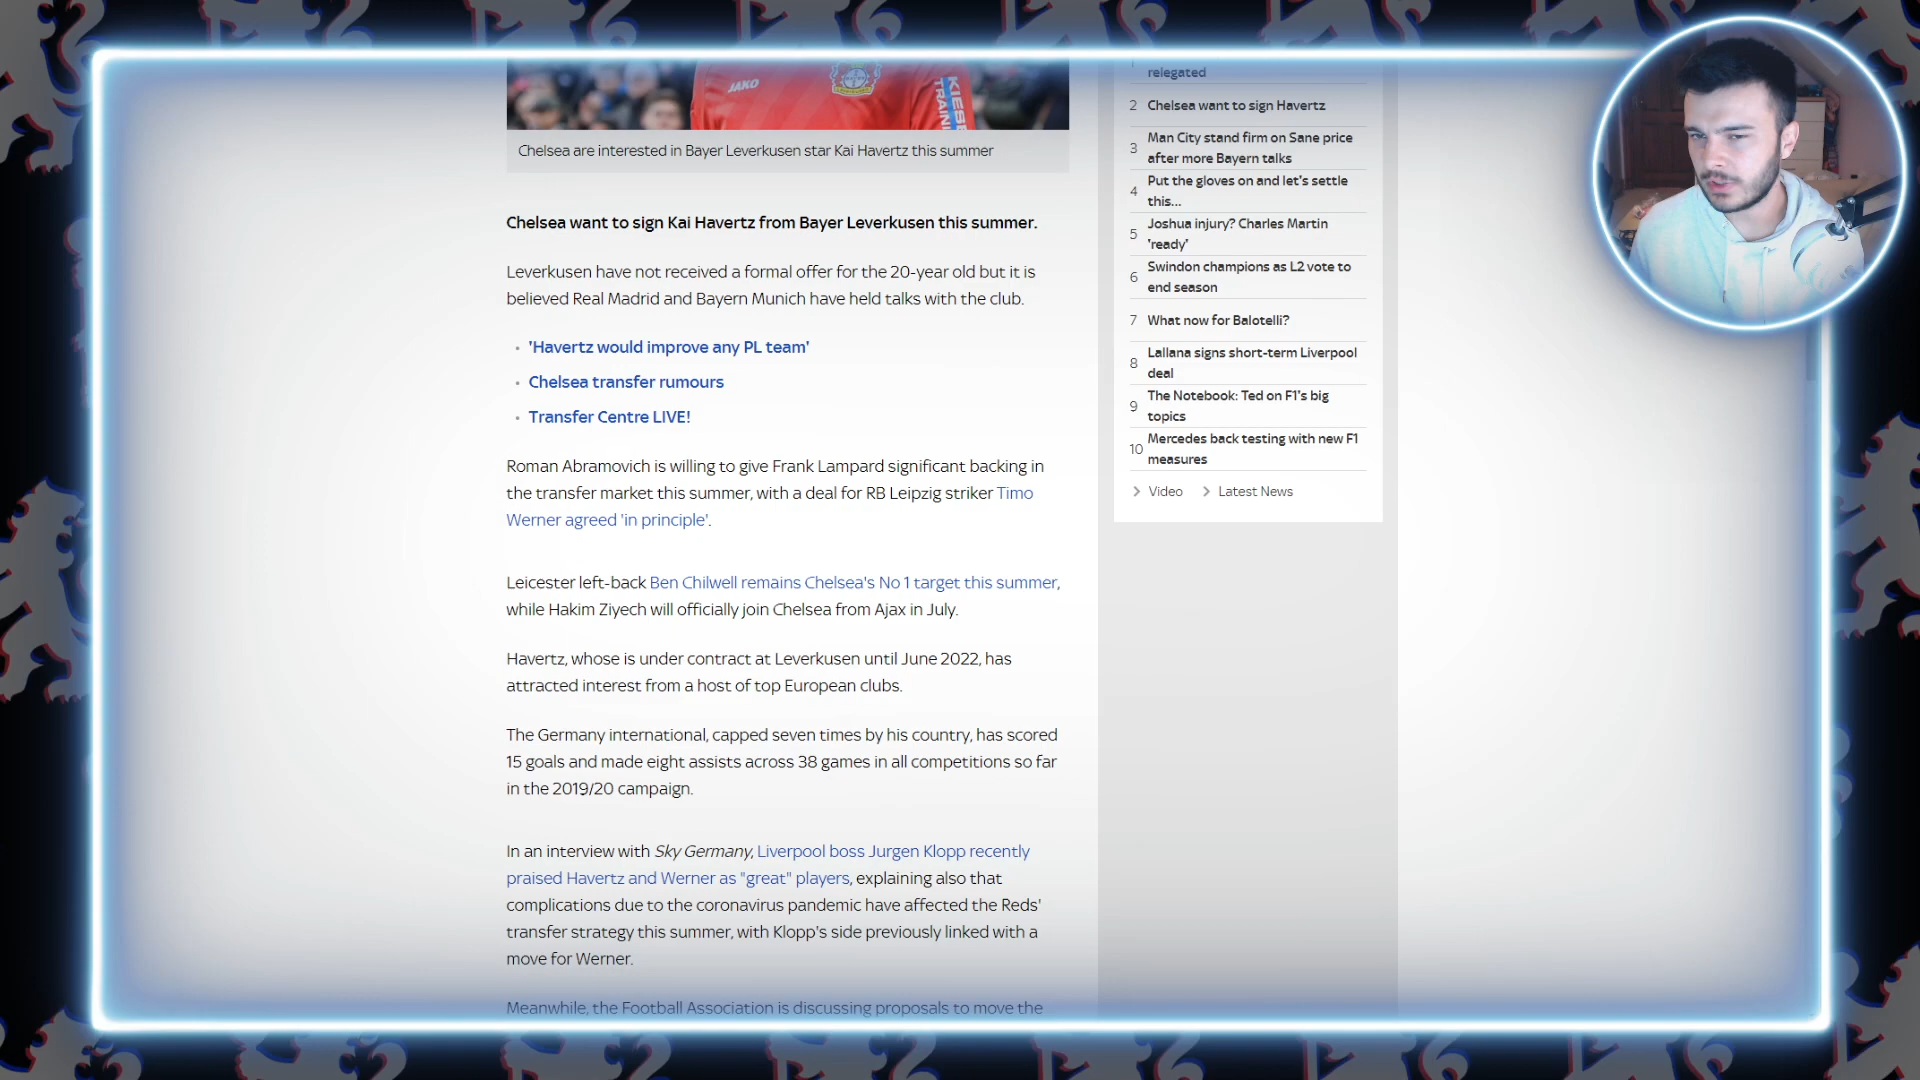 JAKO
KIESE
TRAINI
Chelsea are interested in Bayer Leverkusen star Kai Havertz this summer
Chelsea want to sign Kai Havertz from Bayer Leverkusen this summer.
Leverkusen have not received a formal offer for the 20-year old but it is
believed Real Madrid and Bayern Munich have held talks with the club.
• 'Havertz would improve any PL team'
• Chelsea transfer rumours
• Transfer Centre LIVE!
Roman Abramovich is willing to give Frank Lampard significant backing in
the transfer market this summer, with a deal for RB Leipzig striker Timo
Werner agreed 'in principle'.
Leicester left-back Ben Chilwell remains Chelsea's No 1 target this summer,
while Hakim Ziyech will officially join Chelsea from Ajax in July.
Havertz, whose is under contract at Leverkusen until June 2022, has
attracted interest from a host of top European clubs.
The Germany international, capped seven times by his country, has scored
15 goals and made eight assists across 38 games in all competitions so far
in the 2019/20 campaign.
In an interview with Sky Germany, Liverpool boss Jurgen Klopp recently
praised Havertz and Werner as "great" players, explaining also that
complications due to the coronavirus pandemic have affected the Reds'
transfer strategy this summer, with Klopp's side previously linked with a
move for Werner.
Meanwhile, the Football Association is discussing proposals to move the
relegated
2 Chelsea want to sign Havertz
3 Man City stand firm on Sane price
after more Bayern talks
4 Put the gloves on and let's settle
this...
5 Joshua injury? Charles Martin
'ready'
6 Swindon champions as L2 vote to
end season
7 What now for Balotelli?
8 Lallana signs short-term Liverpool
deal
9 The Notebook: Ted on F1's big
topics
10 Mercedes back testing with new F1
measures
> Video > Latest News